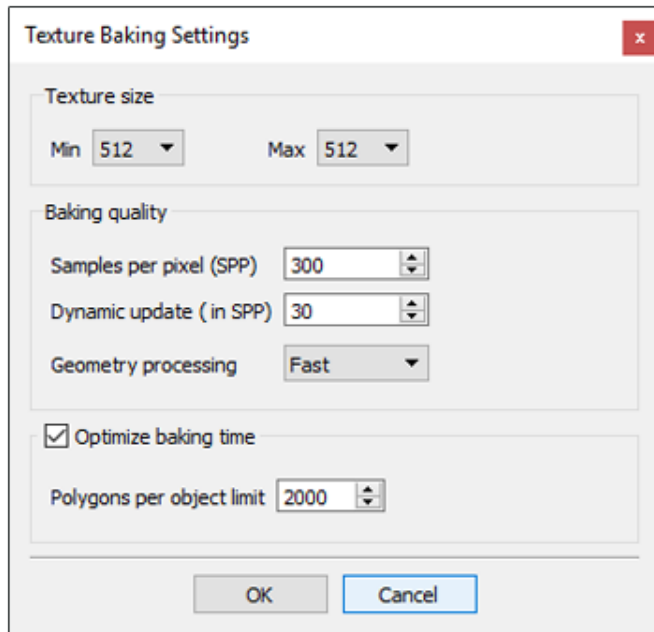 Texture Baking Settings
x
Texture size
Min 512 Max 512
Baking quality
Samples per pixel (SPP) 300
Dynamic update ( in SPP) 30
Geometry processing Fast
Optimize baking time
Polygons per object limit 2000
OK Cancel